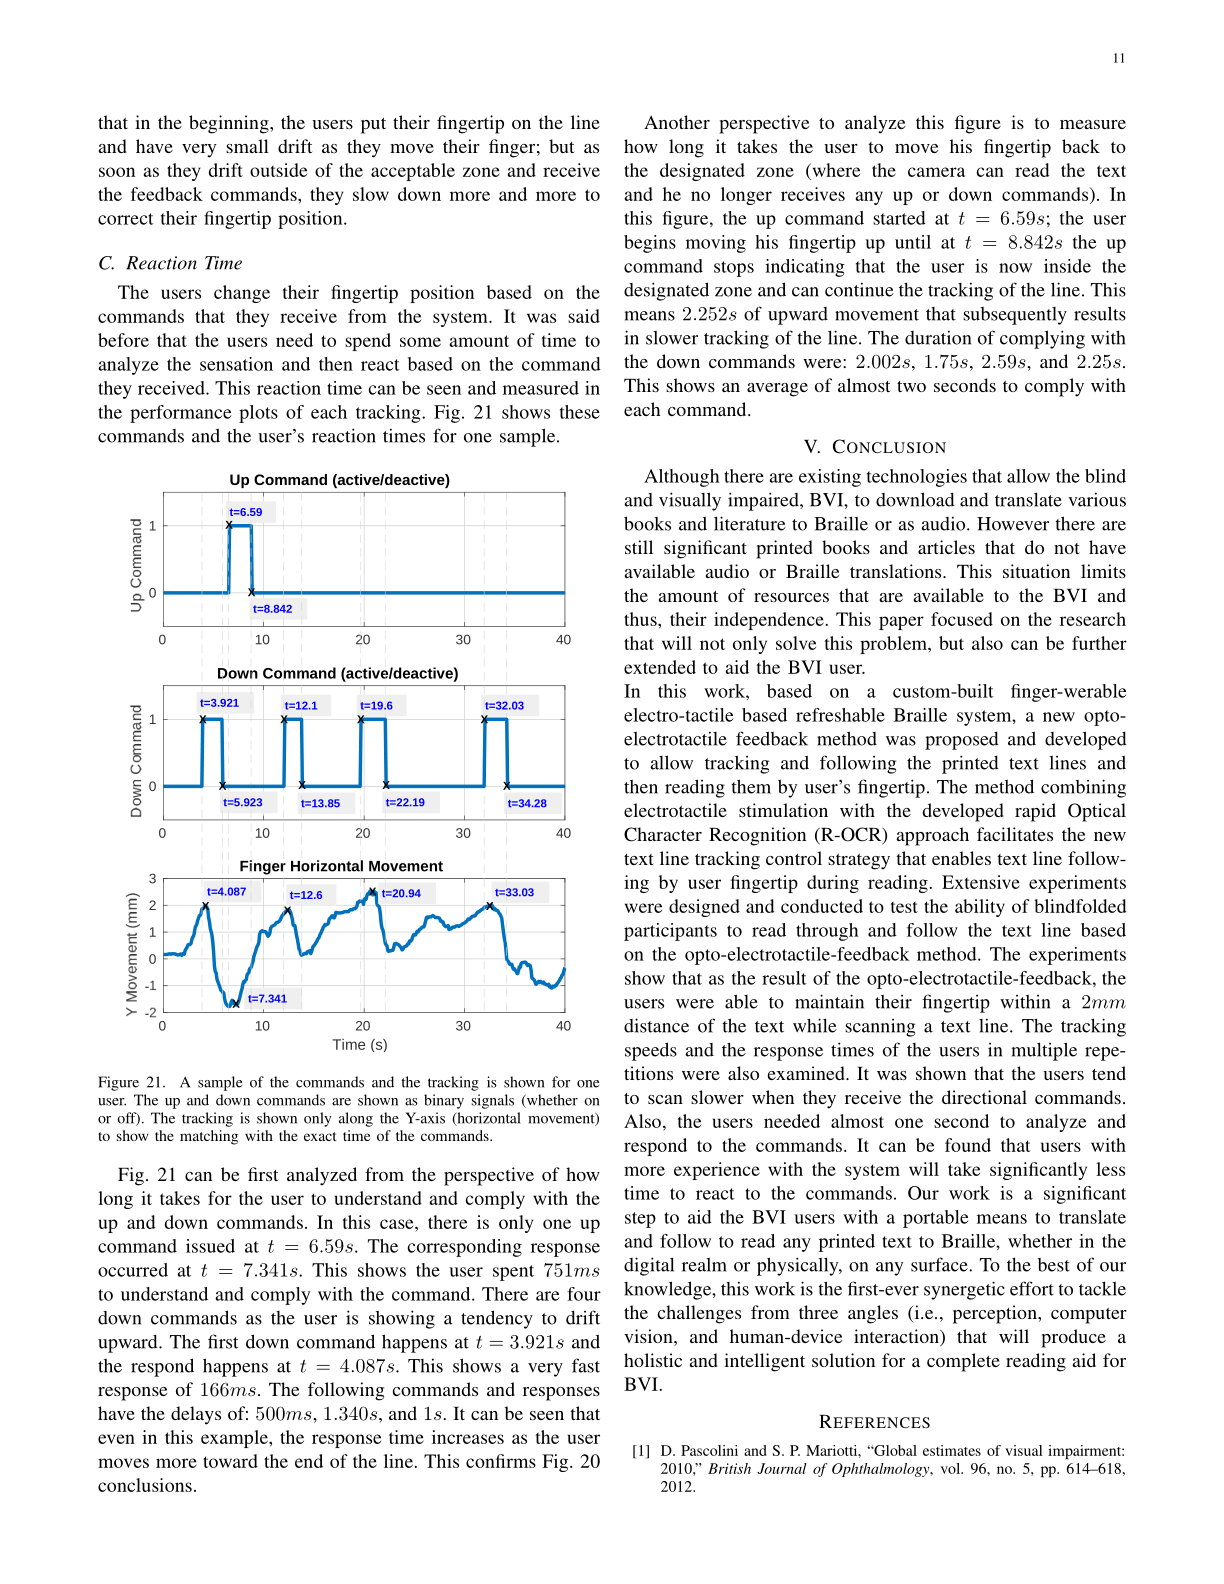 11
that in the beginning, the users put their fingertip on the line
and have very small drift as they move their finger; but as
soon as they drift outside of the acceptable zone and receive
the feedback commands, they slow down more and more to
correct their fingertip position.
C. Reaction Time
The users change their fingertip position based on the
commands that they receive from the system. It was said
before that the users need to spend some amount of time to
analyze the sensation and then react based on the command
they received. This reaction time can be seen and measured in
the performance plots of each tracking. Fig. 21 shows these
commands and the user's reaction times for one sample.
Up Command (active/deactive)
Up Command
1
0
t=6.59
t=8.842
0 10 20 30 40
Down Command (active/deactive)
Down Command
1
0
t=3.921 t=12.1 t=19.6 t=32.03
t=5.923 t=13.85 t=22.19 t=34.28
0 10 20 30 40
Finger Horizontal Movement
Y Movement (mm)
3
2
1
0
-1
-2
t=4.087 t=12.6 t=20.94 t=33.03
t=7.341
0 10 20 30 40
Time (s)
Figure 21. A sample of the commands and the tracking is shown for one
user. The up and down commands are shown as binary signals (whether on
or off). The tracking is shown only along the Y-axis (horizontal movement)
to show the matching with the exact time of the commands.
Fig. 21 can be first analyzed from the perspective of how
long it takes for the user to understand and comply with the
up and down commands. In this case, there is only one up
command issued at t = 6.59s. The corresponding response
occurred at t = 7.341s. This shows the user spent 751ms
to understand and comply with the command. There are four
down commands as the user is showing a tendency to drift
upward. The first down command happens at t = 3.921s and
the respond happens at t = 4.087s. This shows a very fast
response of 166ms. The following commands and responses
have the delays of: 500ms, 1.340s, and 1s. It can be seen that
even in this example, the response time increases as the user
moves more toward the end of the line. This confirms Fig. 20
conclusions.
Another perspective to analyze this figure is to measure
how long it takes the user to move his fingertip back to
the designated zone (where the camera can read the text
and he no longer receives any up or down commands). In
this figure, the up command started at t = 6.59s; the user
begins moving his fingertip up until at t = 8.842s the up
command stops indicating that the user is now inside the
designated zone and can continue the tracking of the line. This
means 2.252s of upward movement that subsequently results
in slower tracking of the line. The duration of complying with
the down commands were: 2.002s, 1.75s, 2.59s, and 2.25s.
This shows an average of almost two seconds to comply with
each command.
V. CONCLUSION
Although there are existing technologies that allow the blind
and visually impaired, BVI, to download and translate various
books and literature to Braille or as audio. However there are
still significant printed books and articles that do not have
available audio or Braille translations. This situation limits
the amount of resources that are available to the BVI and
thus, their independence. This paper focused on the research
that will not only solve this problem, but also can be further
extended to aid the BVI user.
In this work, based on a custom-built finger-werable
electro-tactile based refreshable Braille system, a new opto-
electrotactile feedback method was proposed and developed
to allow tracking and following the printed text lines and
then reading them by user's fingertip. The method combining
electrotactile stimulation with the developed rapid Optical
Character Recognition (R-OCR) approach facilitates the new
text line tracking control strategy that enables text line follow-
ing by user fingertip during reading. Extensive experiments
were designed and conducted to test the ability of blindfolded
participants to read through and follow the text line based
on the opto-electrotactile-feedback method. The experiments
show that as the result of the opto-electrotactile-feedback, the
users were able to maintain their fingertip within a 2mm
distance of the text while scanning a text line. The tracking
speeds and the response times of the users in multiple repe-
titions were also examined. It was shown that the users tend
to scan slower when they receive the directional commands.
Also, the users needed almost one second to analyze and
respond to the commands. It can be found that users with
more experience with the system will take significantly less
time to react to the commands. Our work is a significant
step to aid the BVI users with a portable means to translate
and follow to read any printed text to Braille, whether in the
digital realm or physically, on any surface. To the best of our
knowledge, this work is the first-ever synergetic effort to tackle
the challenges from three angles (i.e., perception, computer
vision, and human-device interaction) that will produce a
holistic and intelligent solution for a complete reading aid for
BVI.
REFERENCES
[1] D. Pascolini and S. P. Mariotti, “Global estimates of visual impairment:
2010,” British Journal of Ophthalmology, vol. 96, no. 5, pp. 614–618,
2012.